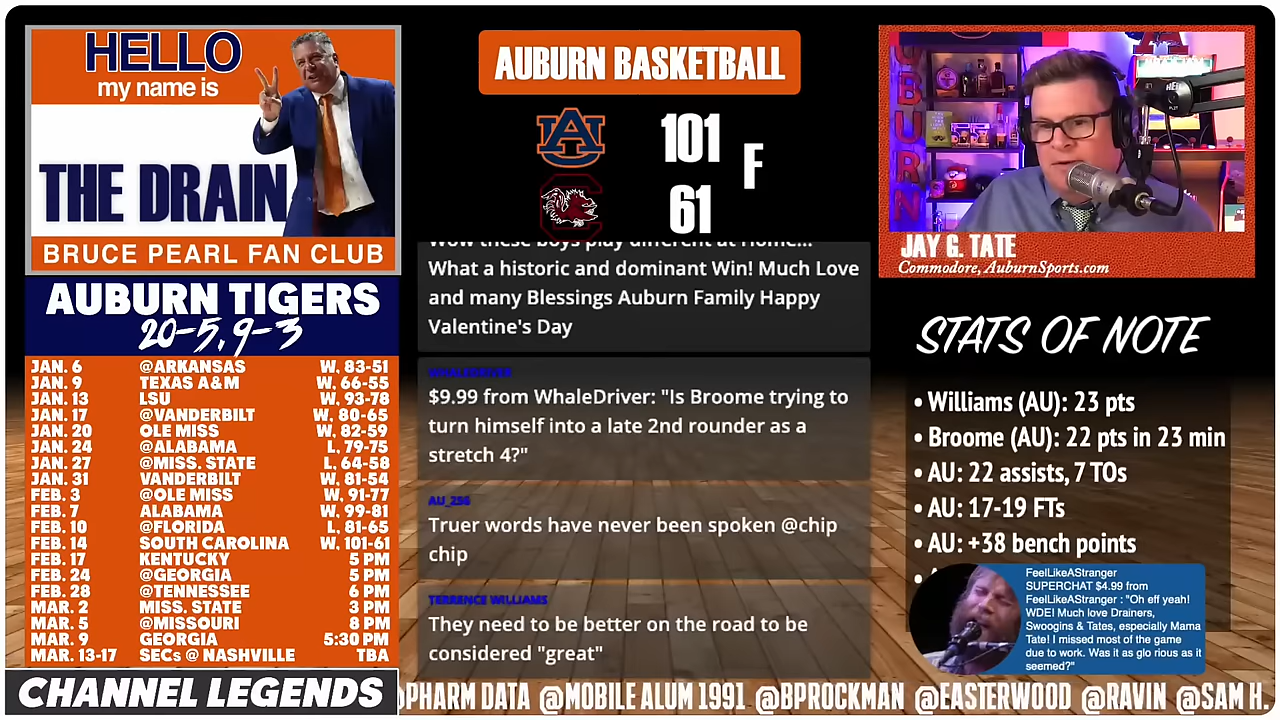 HELLO
my name is
THE DRAIN
BRUCE PEARL FAN CLUB
AUBURN TIGERS
20-5, 9-3
JAN. 6 @ARKANSAS W, 83-51
JAN. 9 TEXAS A&M W, 66-55
JAN. 13 LSU W, 93-78
JAN. 17 @VANDERBILT W, 80-65
JAN. 20 OLE MISS W, 82-59
JAN. 24 @ALABAMA L, 79-75
JAN. 27 @MISS. STATE L, 64-58
JAN. 31 VANDERBILT W, 81-54
FEB. 3 @OLE MISS W, 91-77
FEB. 7 ALABAMA W, 99-81
FEB. 10 @FLORIDA L, 81-65
FEB. 14 SOUTH CAROLINA W, 101-61
FEB. 17 KENTUCKY 5 PM
FEB. 24 @GEORGIA 5 PM
FEB. 28 @TENNESSEE 6 PM
MAR. 2 MISS. STATE 3 PM
MAR. 5 @MISSOURI 8 PM
MAR. 9 GEORGIA 5:30 PM
MAR. 13-17 SECs @ NASHVILLE TBA
AUBURN BASKETBALL
AU 101
F
C 61
Wow these boys play different at Home...
What a historic and dominant Win! Much Love
and many Blessings Auburn Family Happy
Valentine's Day
WHALEDRIVER
$9.99 from WhaleDriver: "Is Broome trying to
turn himself into a late 2nd rounder as a
stretch 4?"
AU_256
Truer words have never been spoken @chip
chip
TERRENCE WILLIAMS
They need to be better on the road to be
considered "great"
AUBURN
JAY G. TATE
Commodore, AuburnSports.com
STATS OF NOTE
• Williams (AU): 23 pts
• Broome (AU): 22 pts in 23 min
• AU: 22 assists, 7 TOs
• AU: 17-19 FTs
• AU: +38 bench points
FeelLikeAStranger
SUPERCHAT $4.99 from
FeelLikeAStranger : "Oh eff yeah!
WDE! Much love Drainers,
Swoogins & Tates, especially Mama
Tate! I missed most of the game
due to work. Was it as glo rious as it
seemed?"
CHANNEL LEGENDS
@PHARM DATA @MOBILE ALUM 1991 @BPROCKMAN @EASTERWOOD @RAVIN @SAM H.